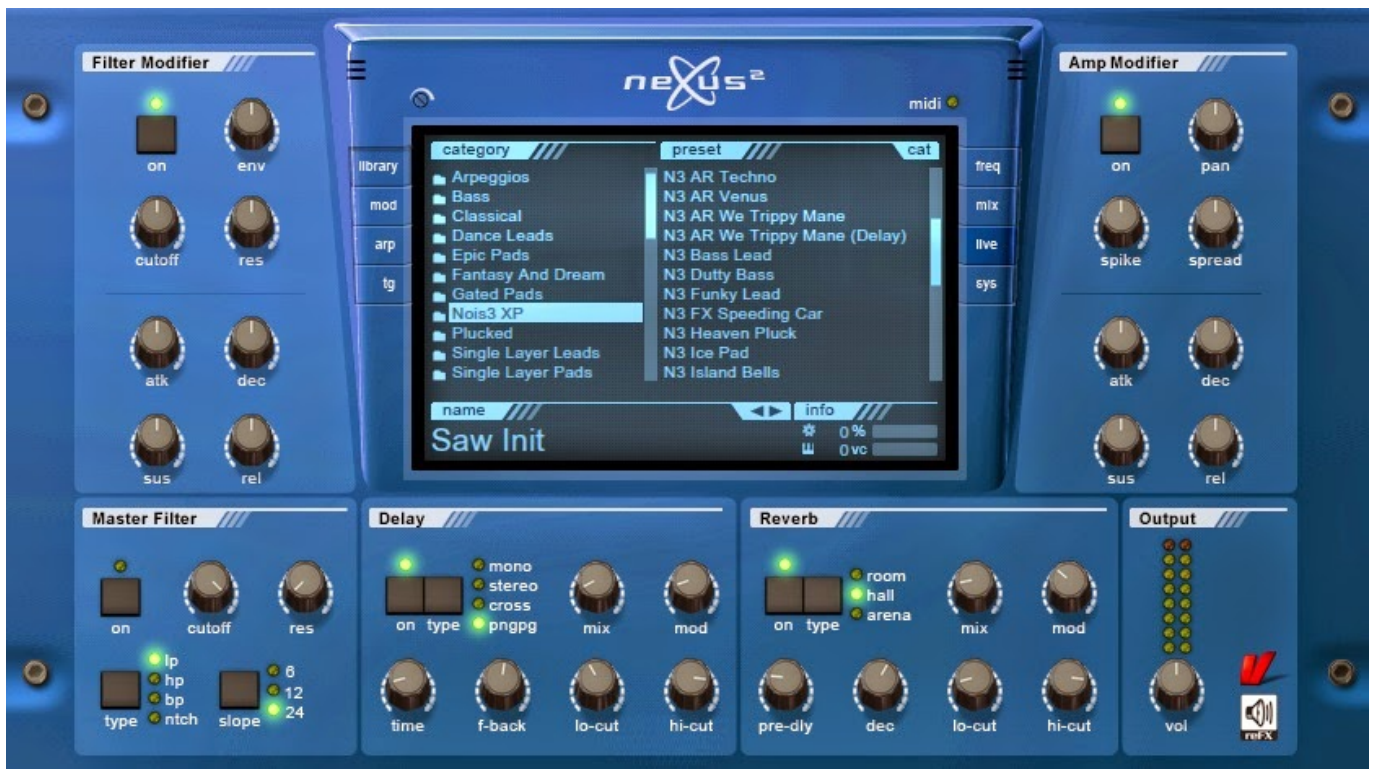 Filter Modifier
on
env
cutoff
res
atk
dec
sus
rel
nexus²
midi
library
mod
arp
tg
category
Arpeggios
Bass
Classical
Dance Leads
Epic Pads
Fantasy And Dream
Gated Pads
Nois3 XP
Plucked
Single Layer Leads
Single Layer Pads
preset
cat
N3 AR Techno
N3 AR Venus
N3 AR We Trippy Mane
N3 AR We Trippy Mane (Delay)
N3 Bass Lead
N3 Dutty Bass
N3 Funky Lead
N3 FX Speeding Car
N3 Heaven Pluck
N3 Ice Pad
N3 Island Bells
name
Saw Init
info
0 %
0 vc
freq
mix
live
sys
Amp Modifier
on
pan
spike
spread
atk
dec
sus
rel
Master Filter
on
cutoff
res
type
lp
hp
bp
ntch
slope
6
12
24
Delay
on
type
mono
stereo
cross
pngpg
mix
mod
time
f-back
lo-cut
hi-cut
Reverb
on
type
room
hall
arena
mix
mod
pre-dly
dec
lo-cut
hi-cut
Output
vol
V
reFX